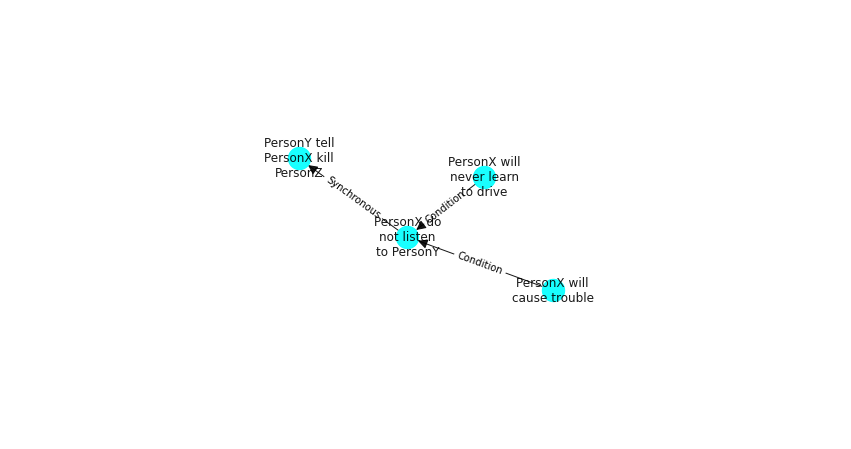 PersonY tell
PersonX kill
PersonZ
Synchronous
PersonX will
never learn
to drive
Condition
PersonX do
not listen
to PersonY
Condition
PersonX will
cause trouble